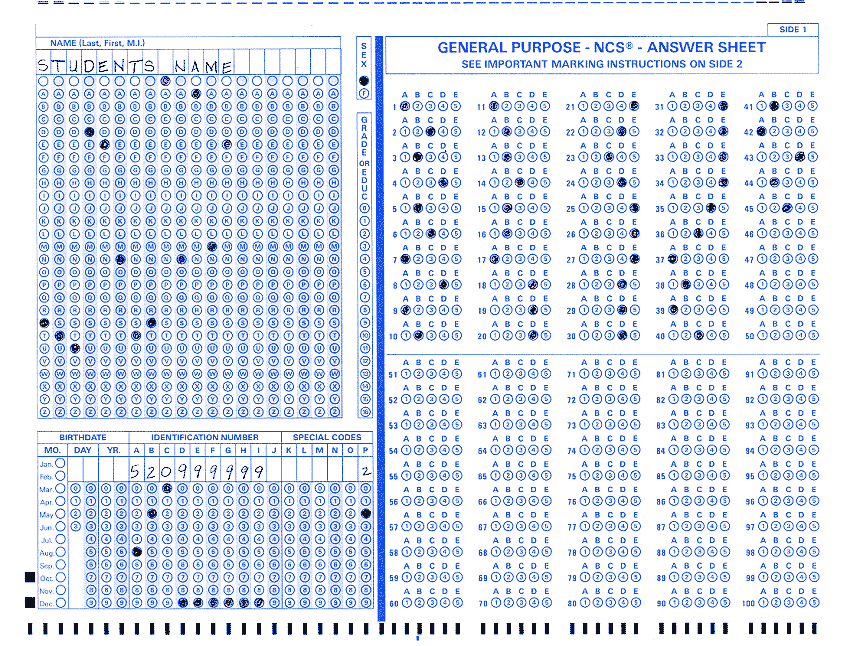 SIDE 1
NAME (Last, First, M.I.)
STUDENTS NAME
SEX
F
GRADE OR EDUC
GENERAL PURPOSE - NCS® - ANSWER SHEET
SEE IMPORTANT MARKING INSTRUCTIONS ON SIDE 2
A B C D E A B C D E A B C D E A B C D E A B C D E
1 11 21 31 41
2 12 22 32 42
3 13 23 33 43
4 14 24 34 44
5 15 25 35 45
6 16 26 36 46
7 17 27 37 47
8 18 28 38 48
9 19 29 39 49
10 20 30 40 50
51 61 71 81 91
52 62 72 82 92
53 63 73 83 93
54 64 74 84 94
55 65 75 85 95
56 66 76 86 96
57 67 77 87 97
58 68 78 88 98
59 69 79 89 99
60 70 80 90 100
BIRTHDATE IDENTIFICATION NUMBER SPECIAL CODES
MO. DAY YR. A B C D E F G H I J K L M N O P
520999999 2
Jan.
Feb.
Mar.
Apr.
May
Jun.
Jul.
Aug.
Sep.
Oct.
Nov.
Dec.